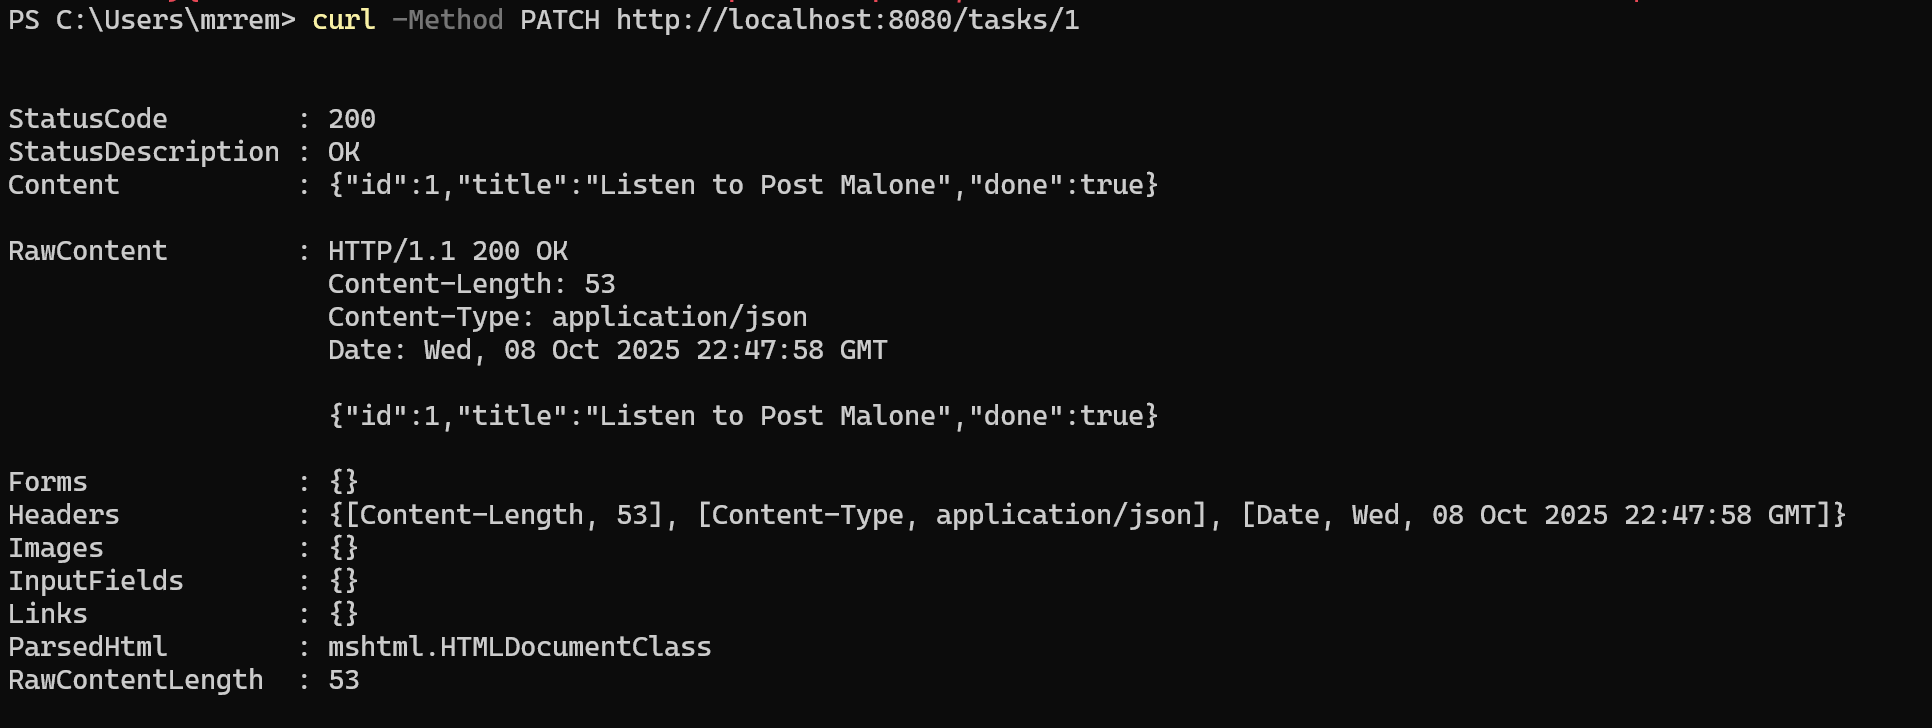 PS C:\Users\mrrem> curl -Method PATCH http://localhost:8080/tasks/1
StatusCode        : 200
StatusDescription : OK
Content           : {"id":1,"title":"Listen to Post Malone","done":true}
RawContent        : HTTP/1.1 200 OK
                    Content-Length: 53
                    Content-Type: application/json
                    Date: Wed, 08 Oct 2025 22:47:58 GMT
                    {"id":1,"title":"Listen to Post Malone","done":true}
Forms             : {}
Headers           : {[Content-Length, 53], [Content-Type, application/json], [Date, Wed, 08 Oct 2025 22:47:58 GMT]}
Images            : {}
InputFields       : {}
Links             : {}
ParsedHtml        : mshtml.HTMLDocumentClass
RawContentLength  : 53